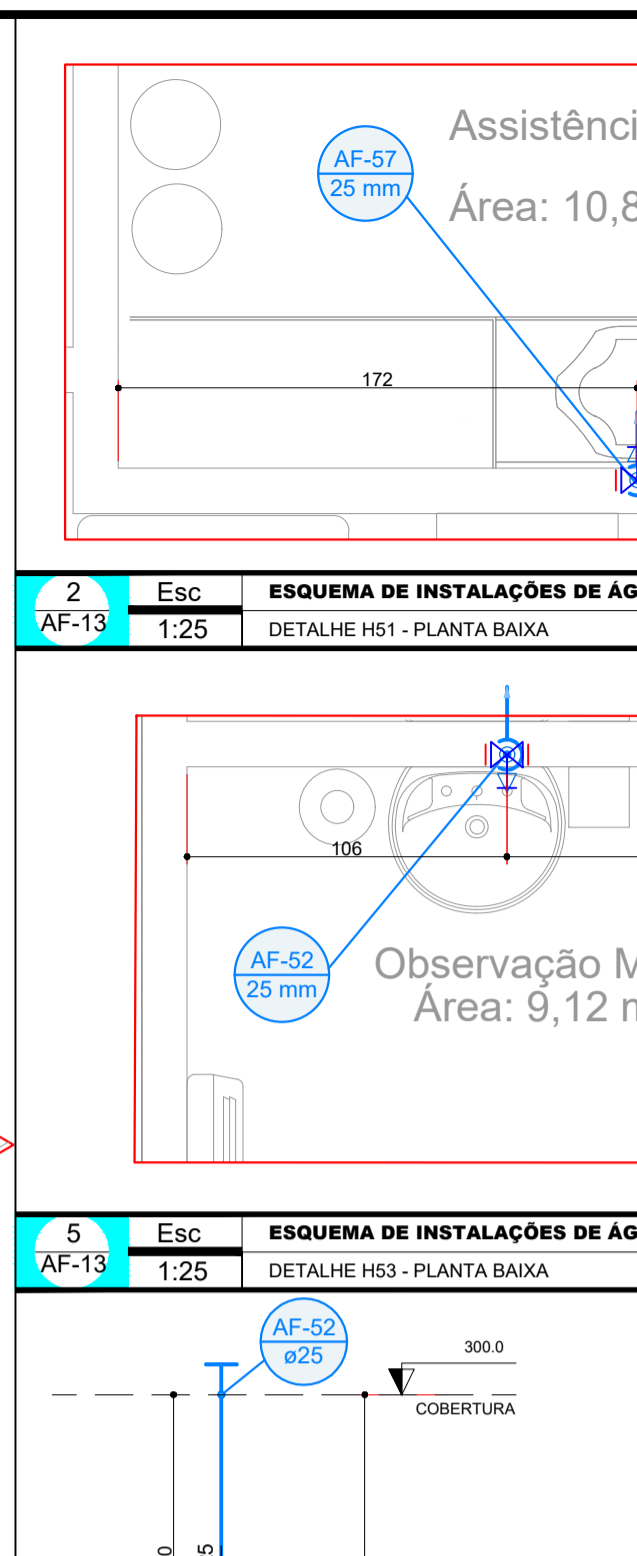 Assistênci
AF-57
25 mm
Área: 10,8
172
2
AF-13
Esc
1:25
ESQUEMA DE INSTALAÇÕES DE ÁG
DETALHE H51 - PLANTA BAIXA
106
AF-52
25 mm
Observação M
Área: 9,12 m
5
AF-13
Esc
1:25
ESQUEMA DE INSTALAÇÕES DE ÁG
DETALHE H53 - PLANTA BAIXA
AF-52
ø25
300.0
COBERTURA